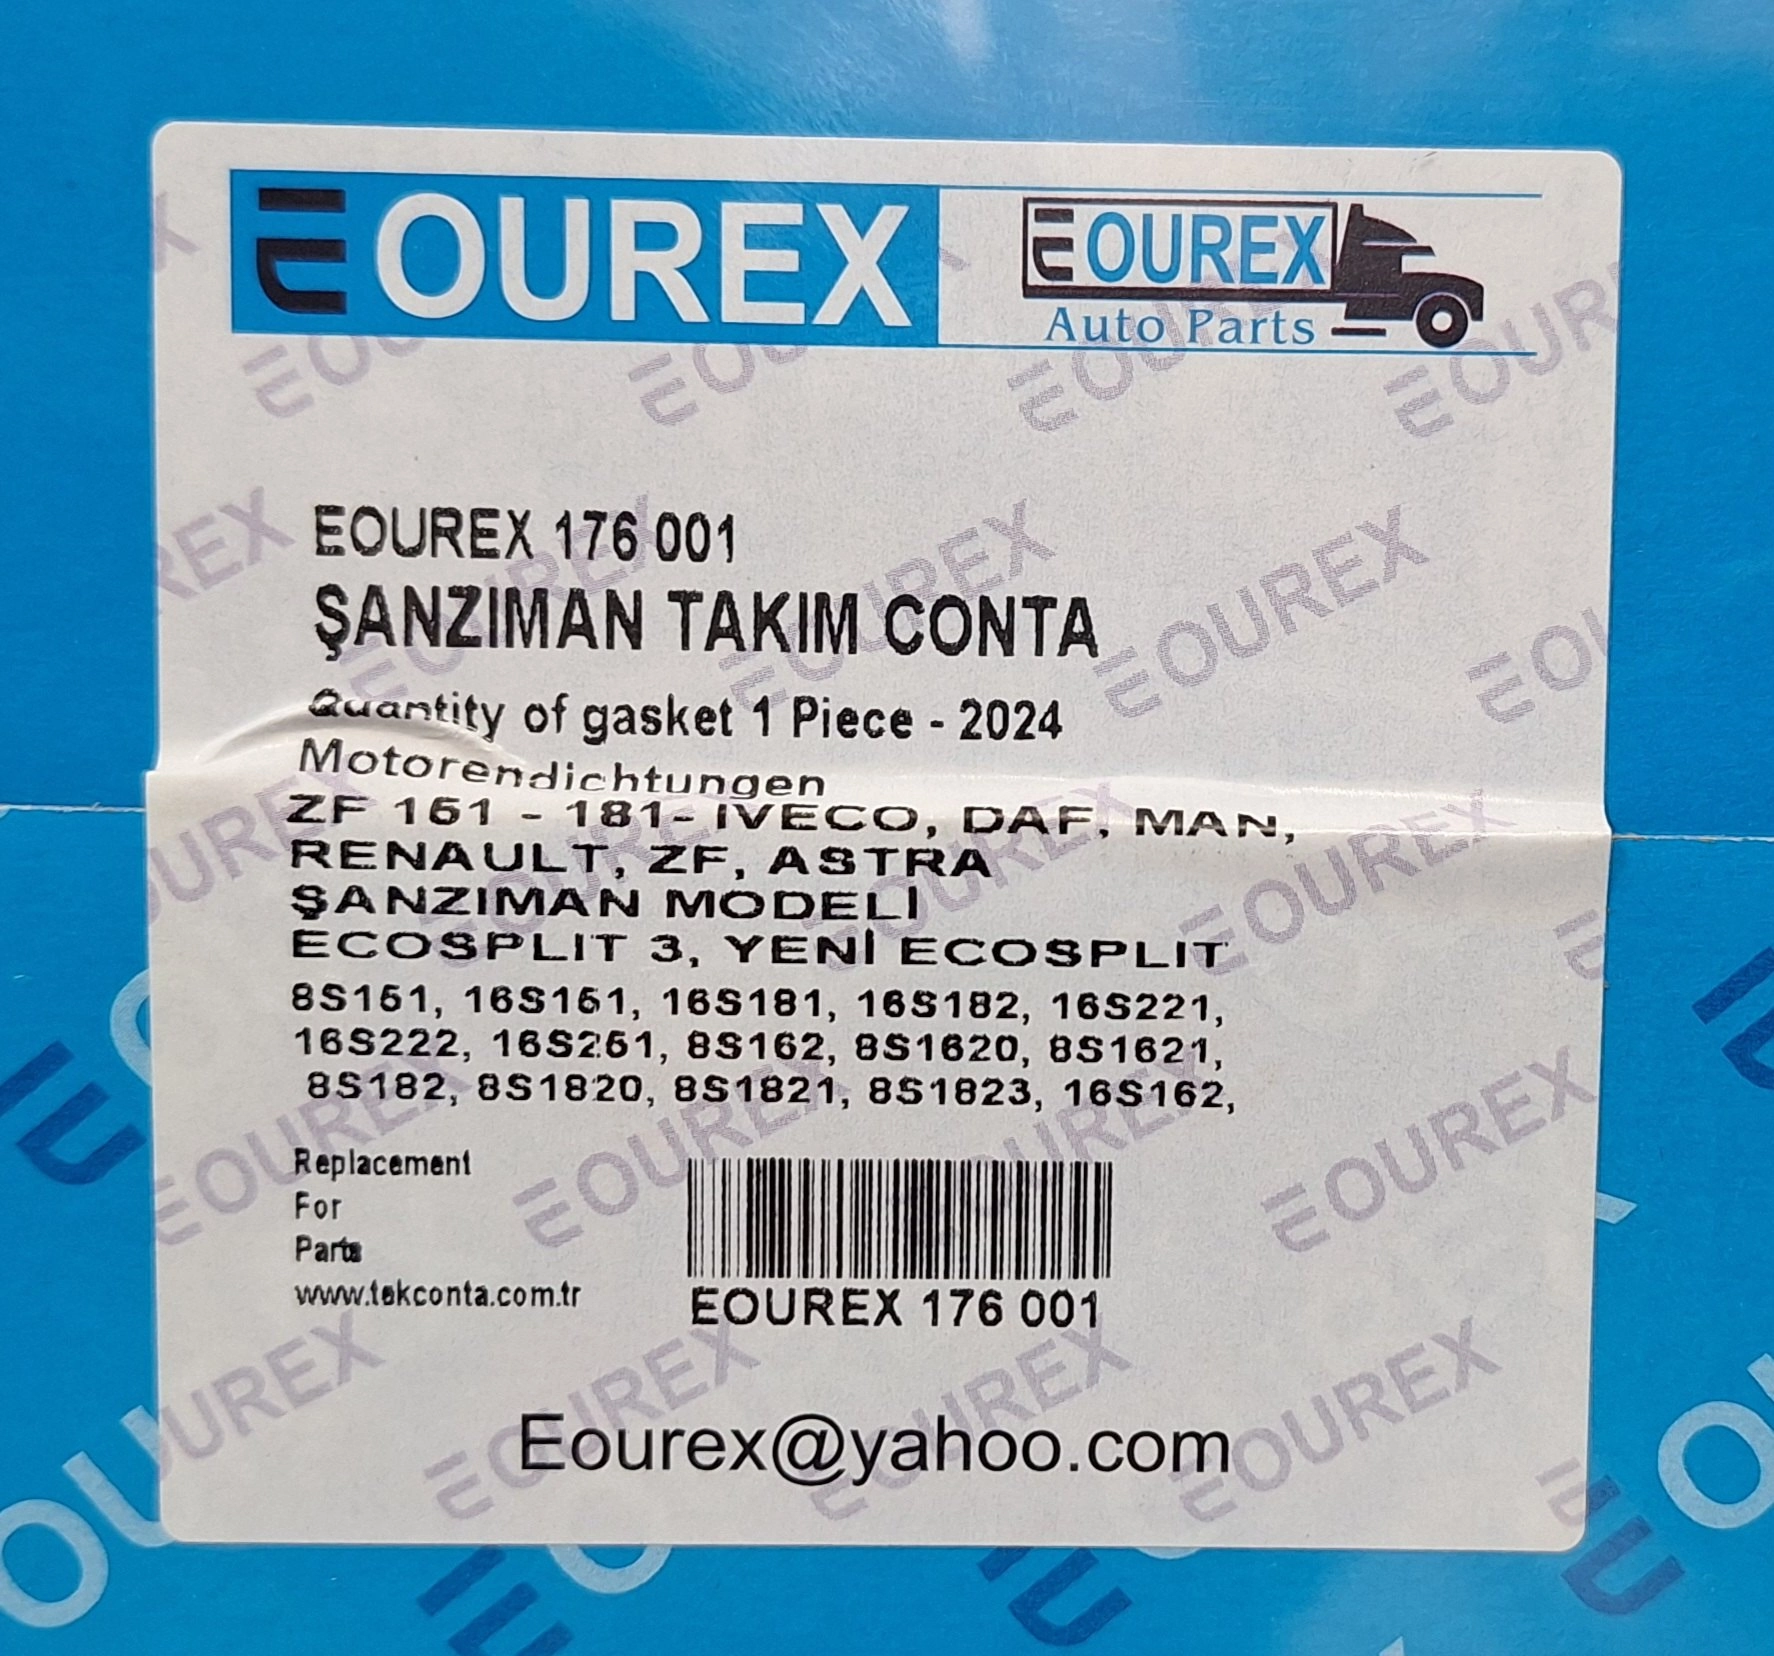 EOUREX
EOUREX
Auto Parts
EOUREX 176 001
ŞANZIMAN TAKIM CONTA
Quantity of gasket 1 Piece - 2024
Motorendichtungen
ZF 151 - 181- IVECO, DAF, MAN,
RENAULT, ZF, ASTRA
ŞANZIMAN MODELİ
ECOSPLIT 3, YENİ ECOSPLIT
8S151, 16S151, 16S181, 16S182, 16S221,
16S222, 16S251, 8S162, 8S1620, 8S1621,
8S182, 8S1820, 8S1821, 8S1823, 16S162,
Replacement
For
Parts
www.tekconta.com.tr
EOUREX 176 001
Eourex@yahoo.com